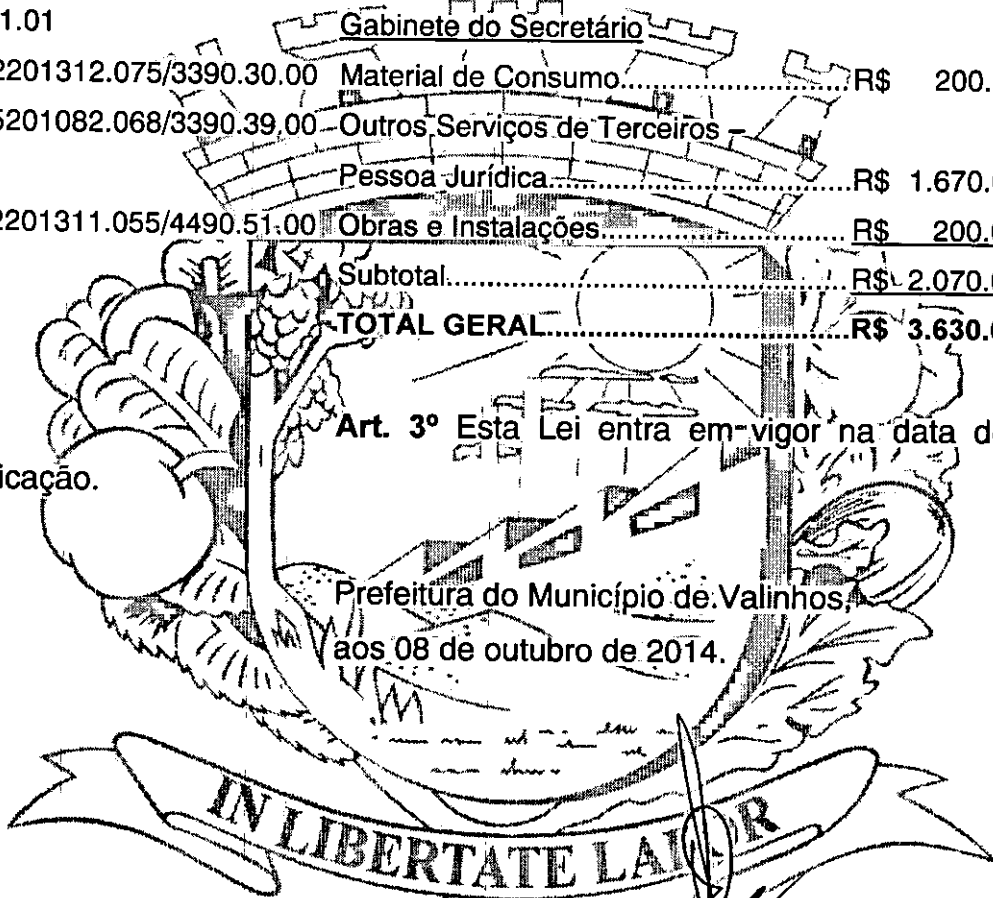 1.01 Gabinete do Secretário
2201312.075/3390.30.00 Material de Consumo R$ 200.
5201082.068/3390.39.00 Outros Serviços de Terceiros –
Pessoa Jurídica R$ 1.670.
2201311.055/4490.51.00 Obras e Instalações R$ 200.
Subtotal R$ 2.070.
TOTAL GERAL R$ 3.630.
Art. 3º Esta Lei entra em vigor na data d
icação.
Prefeitura do Município de Valinhos,
aos 08 de outubro de 2014.
IN LIBERTATE LABOR